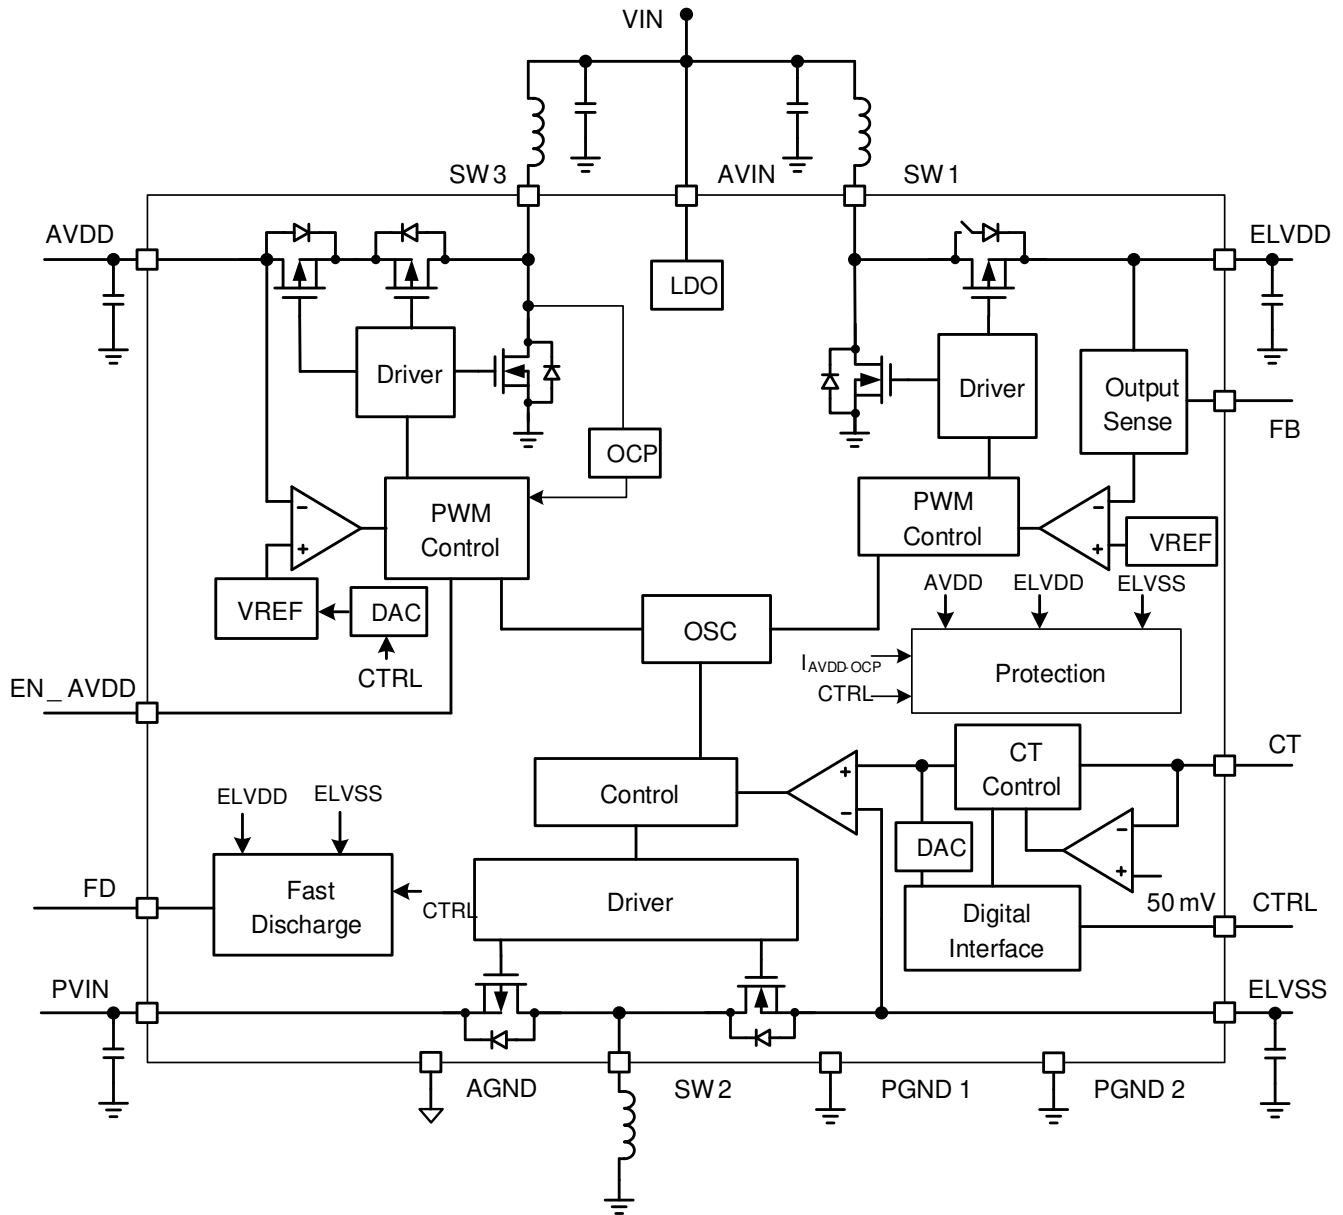 VIN
SW3
AVIN
SW1
AVDD
ELVDD
LDO
Driver
Driver
Output
Sense
FB
OCP
PWM
Control
PWM
Control
-
+
-
+
VREF
VREF
DAC
CTRL
AVDD
ELVDD
ELVSS
OSC
Protection
IAVDD-OCP
CTRL
EN_AVDD
CT
Control
CT
Control
+
-
ELVDD
ELVSS
DAC
-
+
50 mV
FD
Fast
Discharge
CTRL
Driver
Digital
Interface
CTRL
PVIN
ELVSS
AGND
SW2
PGND 1
PGND 2